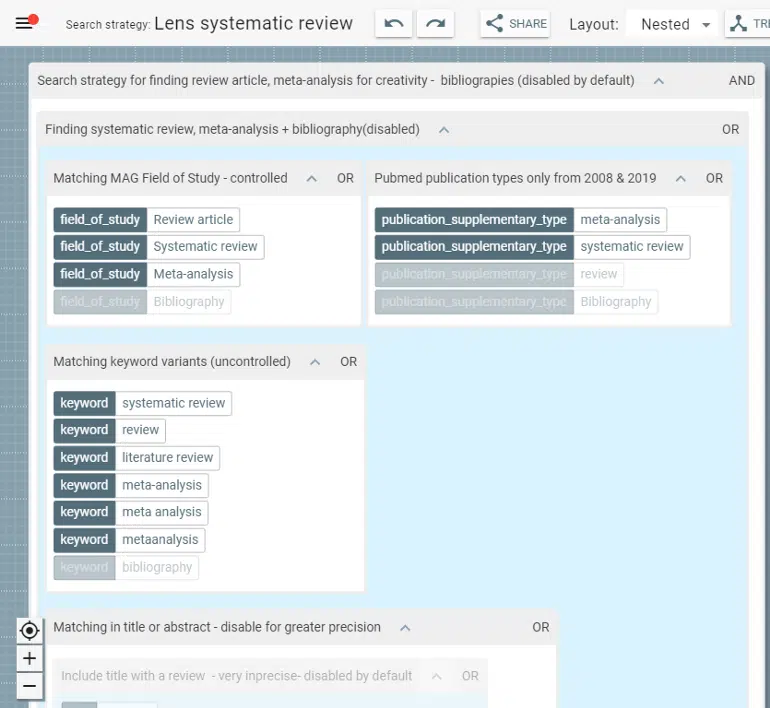 Search strategy: Lens systematic review SHARE Layout: Nested
Search strategy for finding review article, meta-analysis for creativity - bibliograpies (disabled by default) AND
Finding systematic review, meta-analysis + bibliography(disabled) OR
Matching MAG Field of Study - controlled OR
field_of_study Review article
field_of_study Systematic review
field_of_study Meta-analysis
field_of_study Bibliography
Pubmed publication types only from 2008 & 2019 OR
publication_supplementary_type meta-analysis
publication_supplementary_type systematic review
publication_supplementary_type review
publication_supplementary_type Bibliography
Matching keyword variants (uncontrolled) OR
keyword systematic review
keyword review
keyword literature review
keyword meta-analysis
keyword meta analysis
keyword metaanalysis
keyword bibliography
Matching in title or abstract - disable for greater precision OR
Include title with a review - very inprecise- disabled by default OR